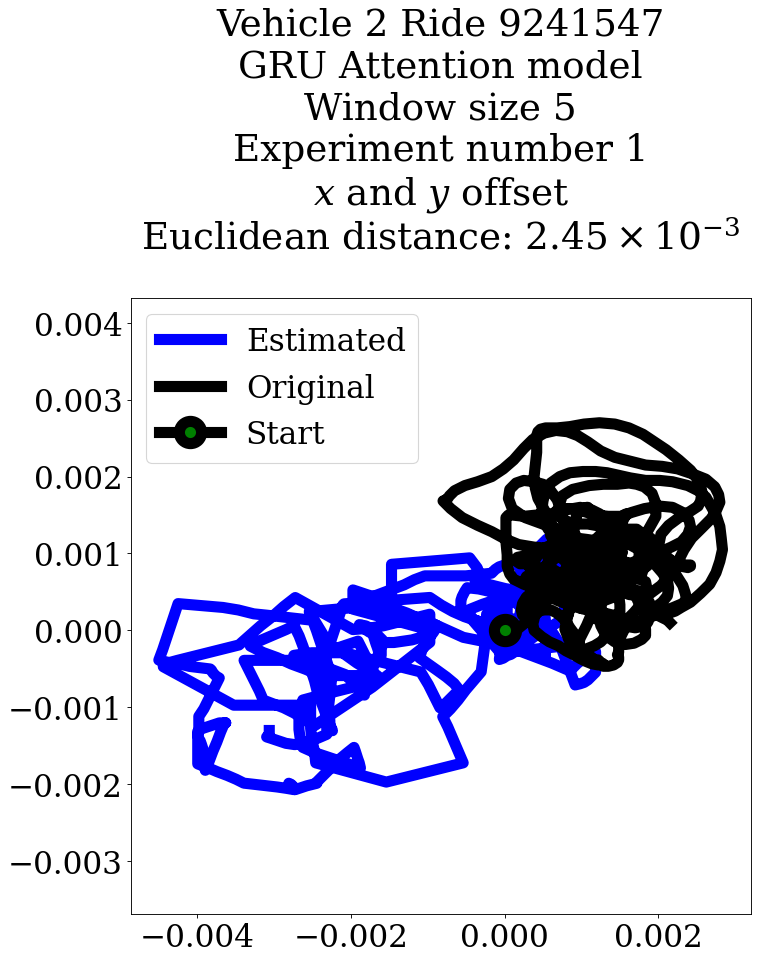 Vehicle 2 Ride 9241547
GRU Attention model
Window size 5
Experiment number 1
x and y offset
Euclidean distance: 2.45 × 10⁻³
Estimated
Original
Start
0.004
0.003
0.002
0.001
0.000
−0.001
−0.002
−0.003
−0.004 −0.002 0.000 0.002